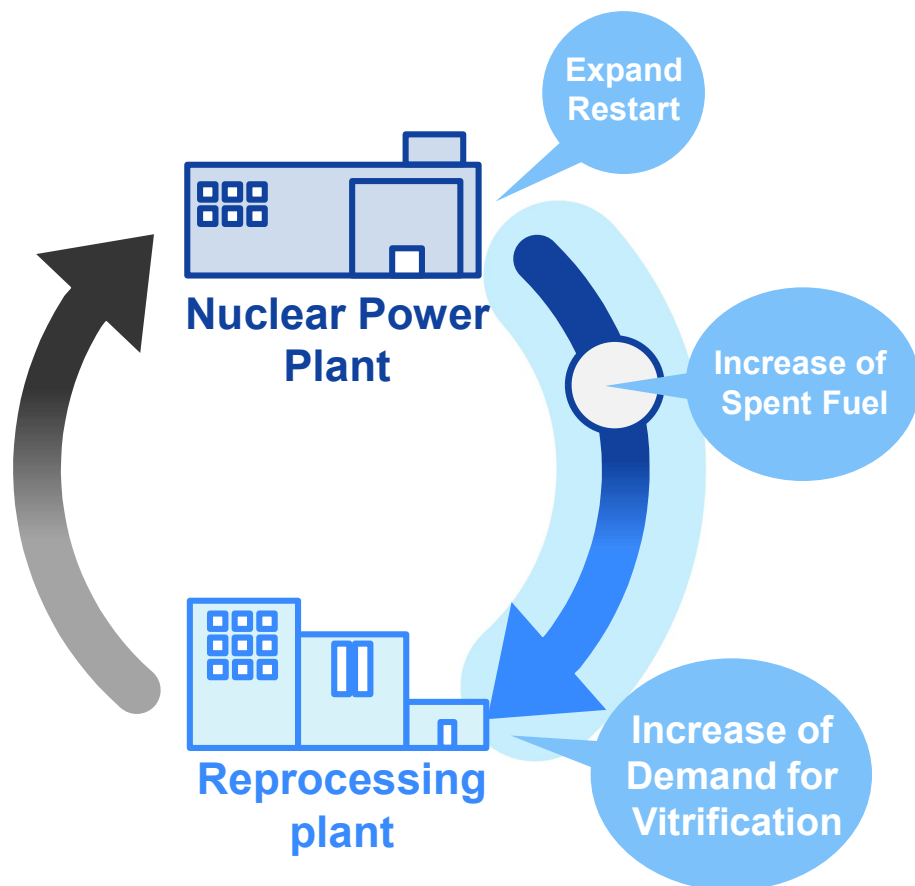 Expand
Restart
Nuclear Power
Plant
Increase of
Spent Fuel
Reprocessing
plant
Increase of
Demand for
Vitrification